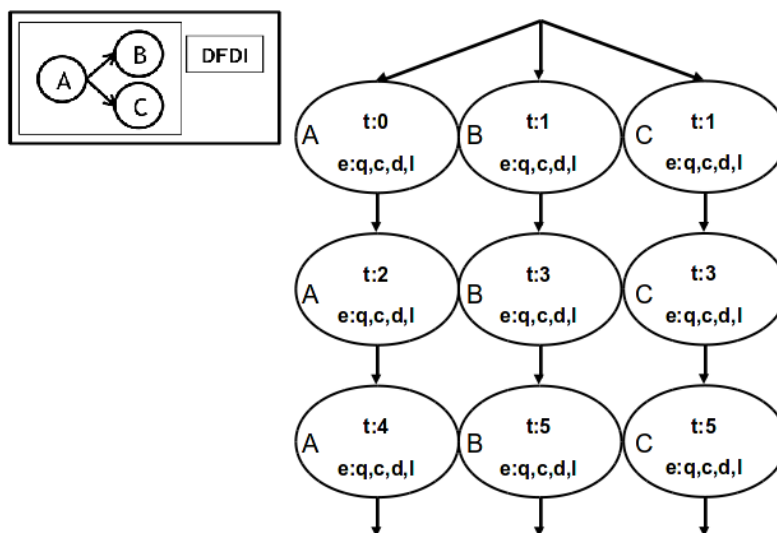 A
B
C
DFDI
A
t:0
e:q,c,d,l
B
t:1
e:q,c,d,l
C
t:1
e:q,c,d,l
A
t:2
e:q,c,d,l
B
t:3
e:q,c,d,l
C
t:3
e:q,c,d,l
A
t:4
e:q,c,d,l
B
t:5
e:q,c,d,l
C
t:5
e:q,c,d,l